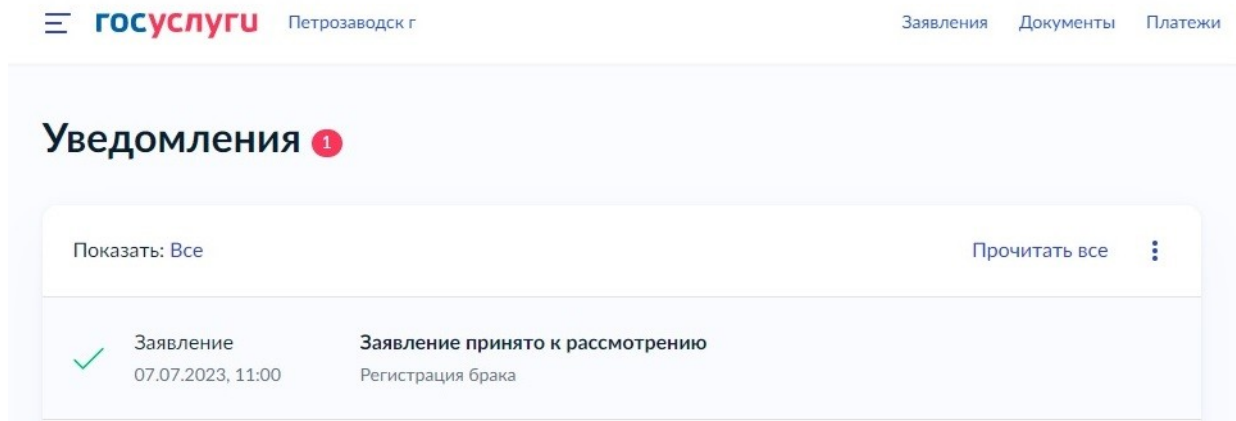 госуслуги Петрозаводск г Заявления Документы Платежи
Уведомления 1
Показать: Все Прочитать все
Заявление Заявление принято к рассмотрению
07.07.2023, 11:00 Регистрация брака